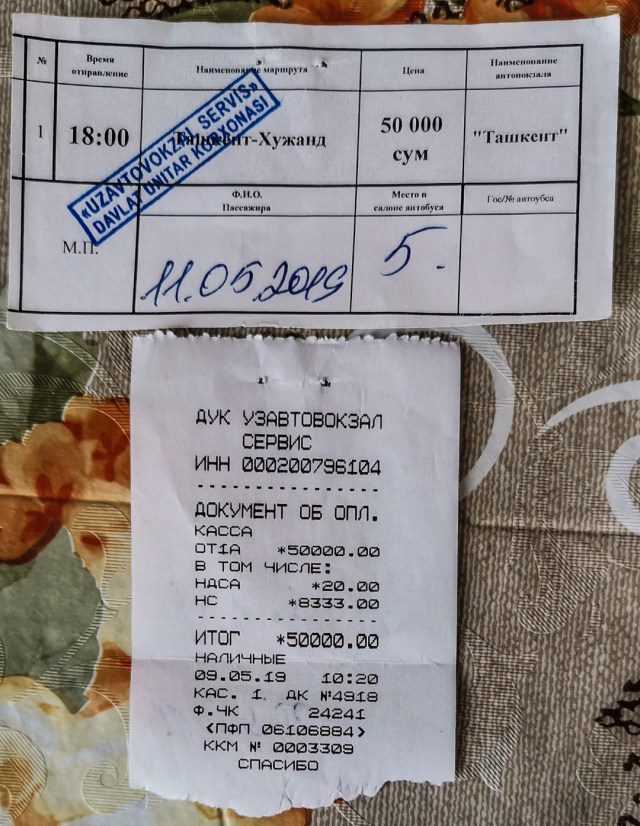 №
Время
отправление
Наименование маршрута
Цена
Наименование
автовокзала
1
18:00
Ташкент-Хужанд
50 000
сум
"Ташкент"
«UZAVTOVOKZAL SERVIS»
DAVLAT UNITAR KORXONASI
М.П.
Ф.И.О.
Пассажира
Место в
салоне автобуса
Гос/№ автоубса
11.05.2019
5.
ДУК УЗАВТОВОКЗАЛ
СЕРВИС
ИНН 000200796104
ДОКУМЕНТ ОБ ОПЛ.
КАССА
ОТ1А *50000.00
В ТОМ ЧИСЛЕ:
НДСА *20.00
НС *8333.00
ИТОГ *50000.00
НАЛИЧНЫЕ
09.05.19 10:20
КАС. 1. ДК №4918
Ф.ЧК 24241
<ПФП 06106884>
ККМ № 0003309
СПАСИБО